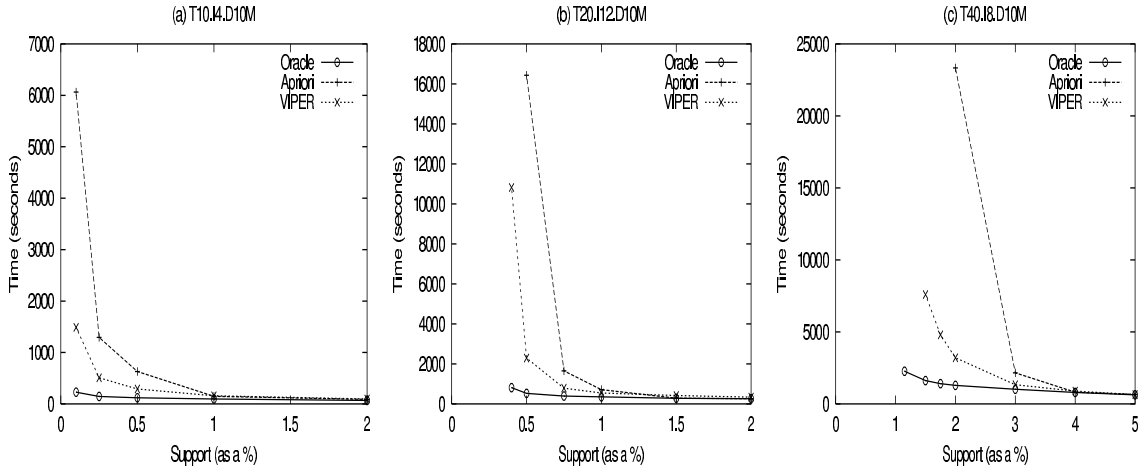 (a) T10.I4.D10M
7000
6000
5000
4000
3000
2000
1000
0
Time (seconds)
0
0.5
1
1.5
2
Support (as a %)
Oracle
Apriori
VIPER
(b) T20.I12.D10M
18000
16000
14000
12000
10000
8000
6000
4000
2000
0
Time (seconds)
0
0.5
1
1.5
2
Support (as a %)
Oracle
Apriori
VIPER
(c) T40.I8.D10M
25000
20000
15000
10000
5000
0
Time (seconds)
0
1
2
3
4
5
Support (as a %)
Oracle
Apriori
VIPER